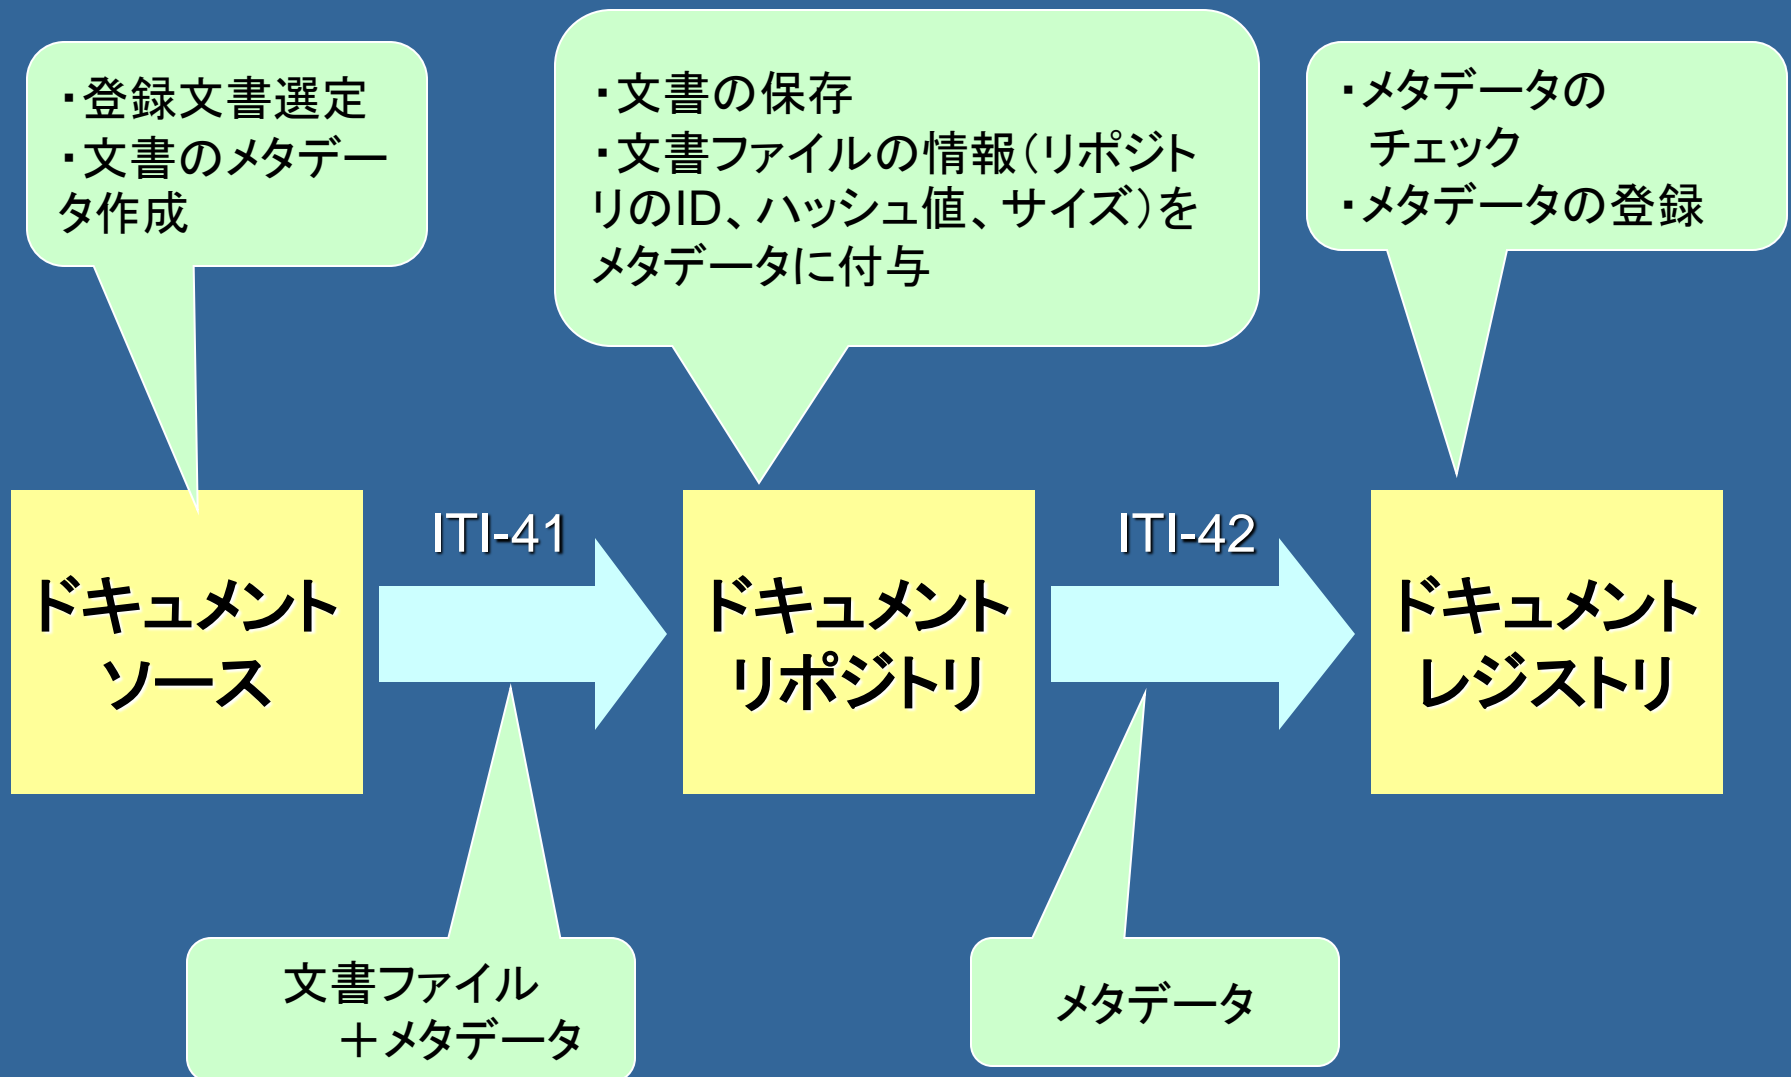 ・登録文書選定
・文書のメタデー
タ作成
・文書の保存
・文書ファイルの情報(リポジト
リのID、ハッシュ値、サイズ)を
メタデータに付与
・メタデータの
チェック
・メタデータの登録
ドキュメント
ソース
ITI-41
ドキュメント
リポジトリ
ITI-42
ドキュメント
レジストリ
文書ファイル
+メタデータ
メタデータ